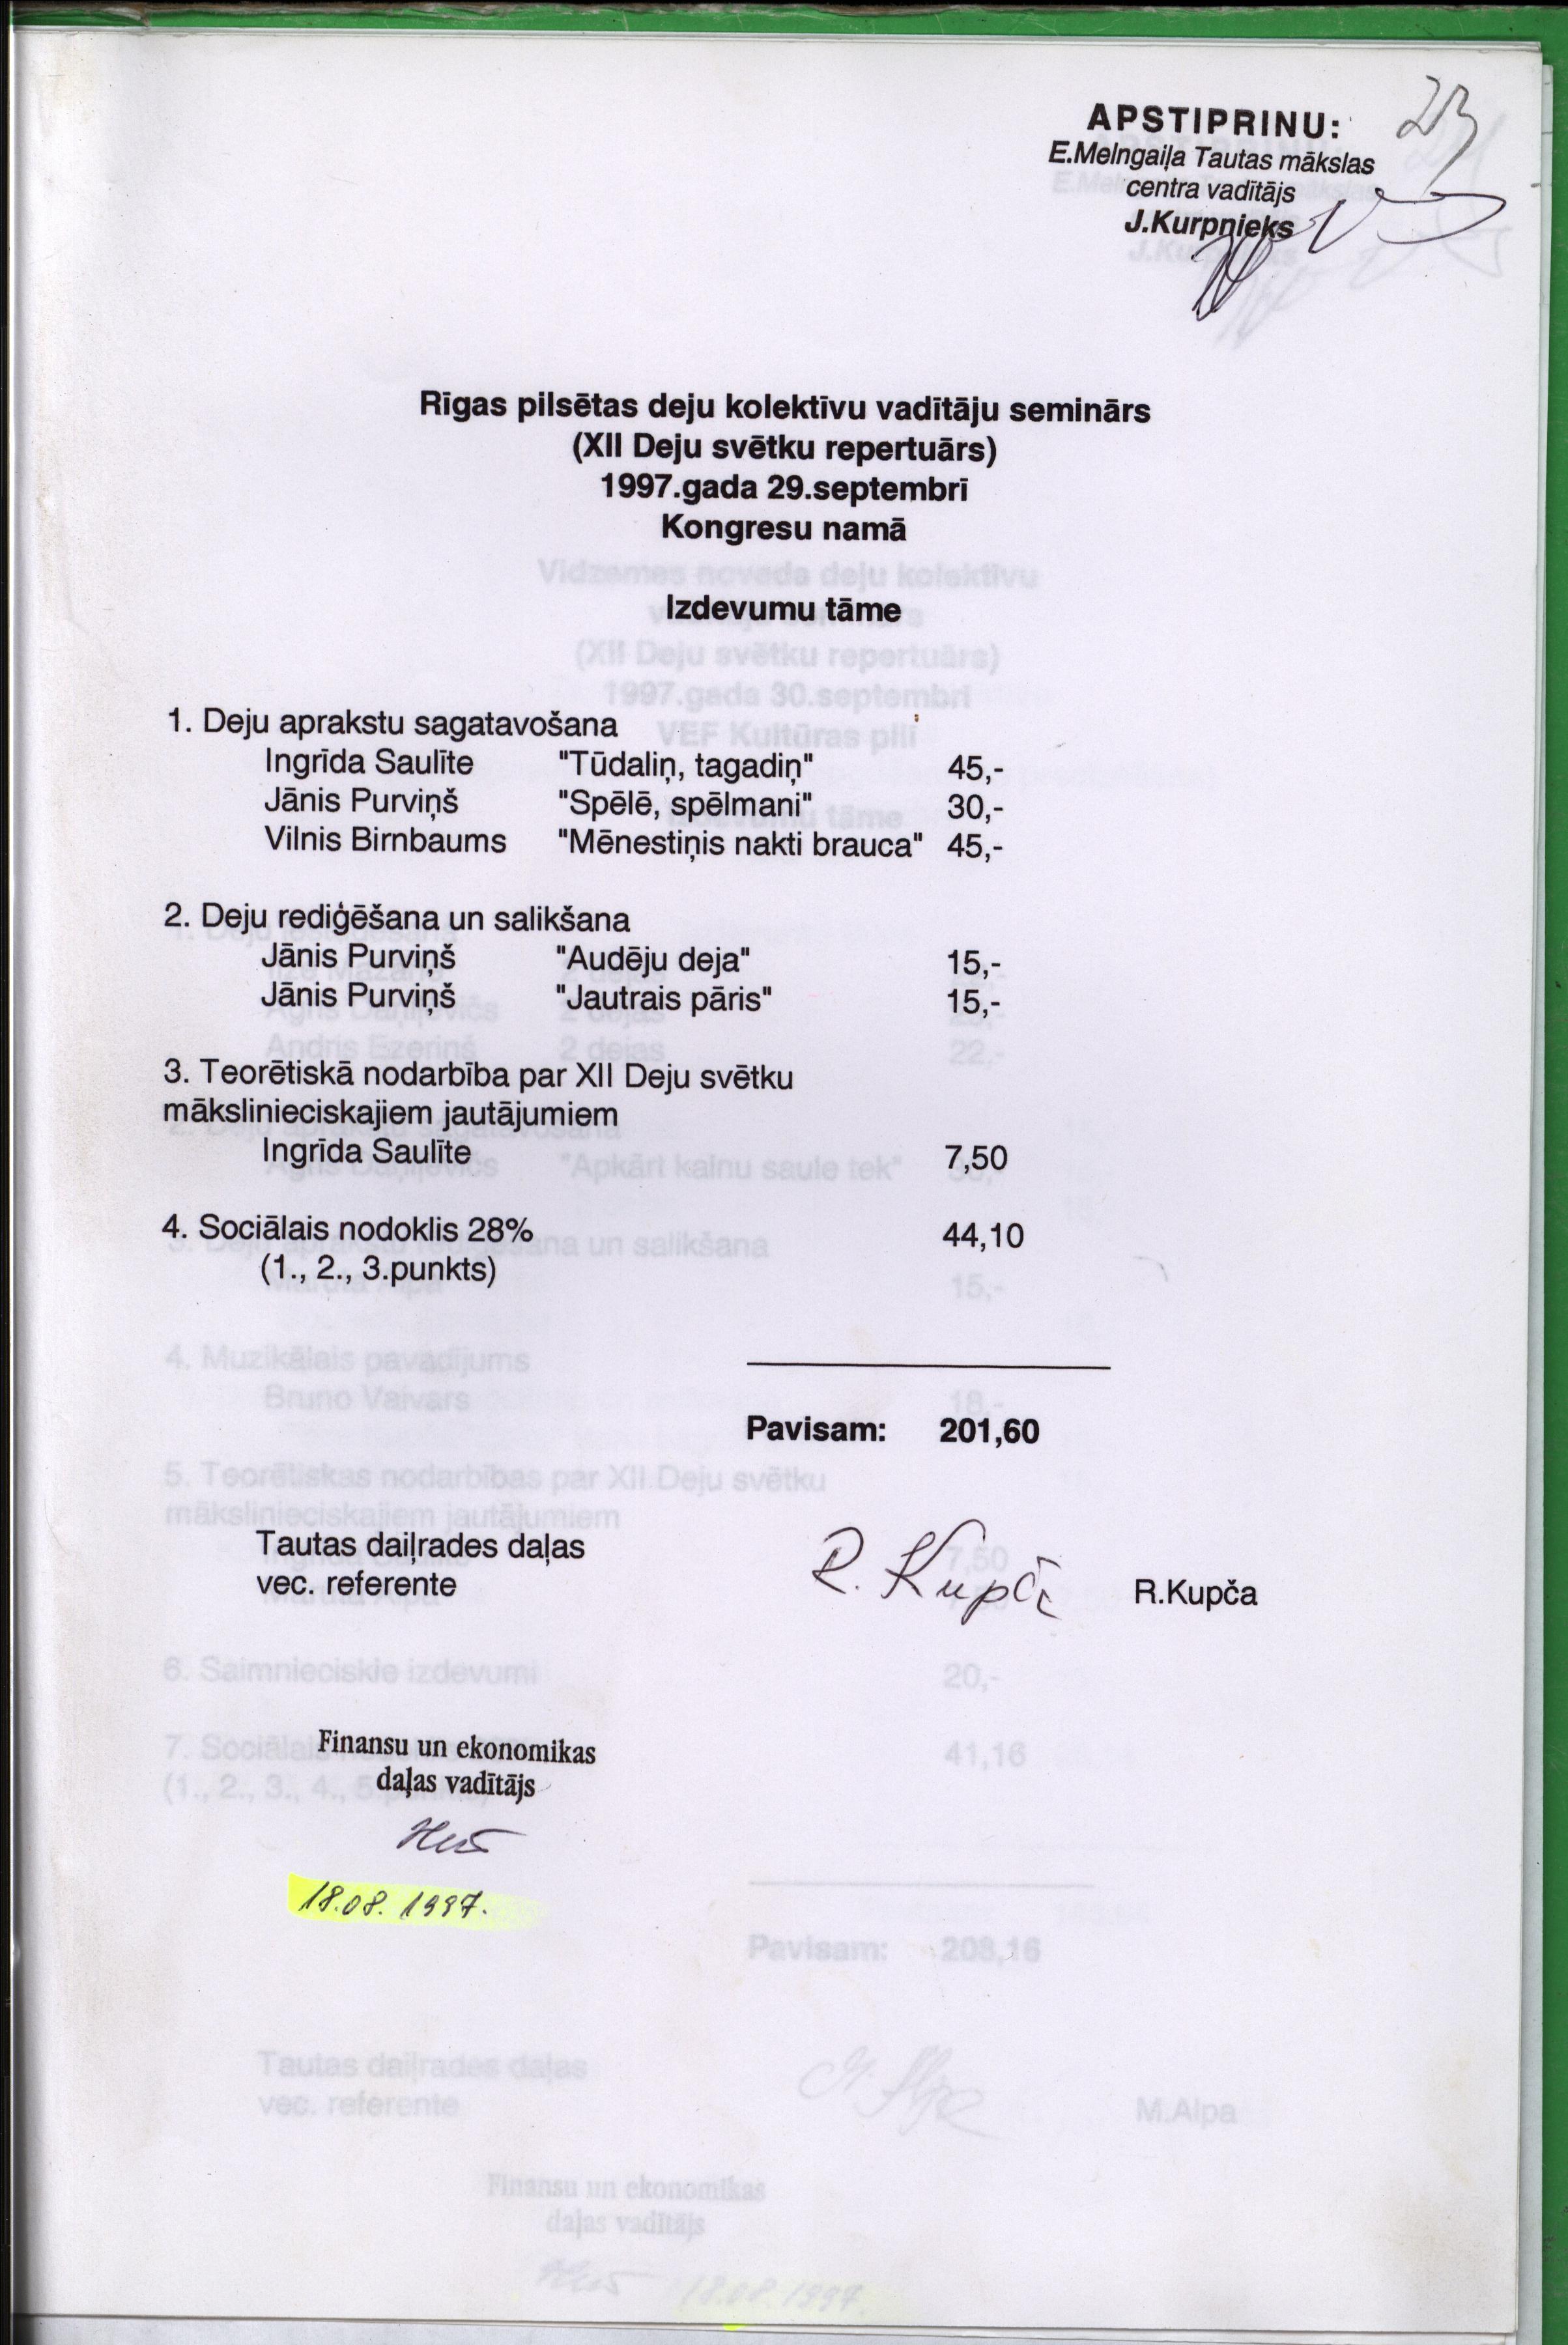 23
APSTIPRINU:
E.Melngaiļa Tautas mākslas
centra vadītājs
J.Kurpnieks
Rīgas pilsētas deju kolektīvu vadītāju seminārs
(XII Deju svētku repertuārs)
1997.gada 29.septembrī
Kongresu namā
Izdevumu tāme
1. Deju aprakstu sagatavošana
Ingrīda Saulīte "Tūdaliņ, tagadiņ" 45,-
Jānis Purviņš "Spēlē, spēlmani" 30,-
Vilnis Birnbaums "Mēnestiņis nakti brauca" 45,-
2. Deju rediģēšana un salikšana
Jānis Purviņš "Audēju deja" 15,-
Jānis Purviņš "Jautrais pāris" 15,-
3. Teorētiskā nodarbība par XII Deju svētku
mākslinieciskajiem jautājumiem
Ingrīda Saulīte 7,50
4. Sociālais nodoklis 28% 44,10
(1., 2., 3.punkts)
Pavisam: 201,60
Tautas daiļrades daļas
vec. referente R. Kupča R.Kupča
Finansu un ekonomikas
daļas vadītājs
18.08. 1997.